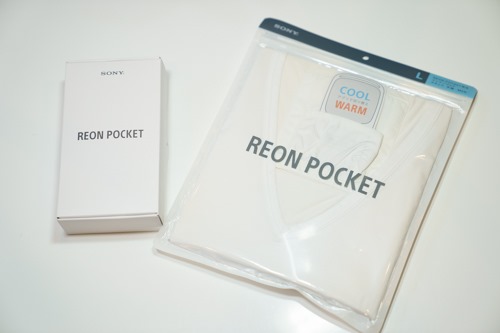 SONY
REON POCKET
SONY
L
COOL
WARM
REON POCKET